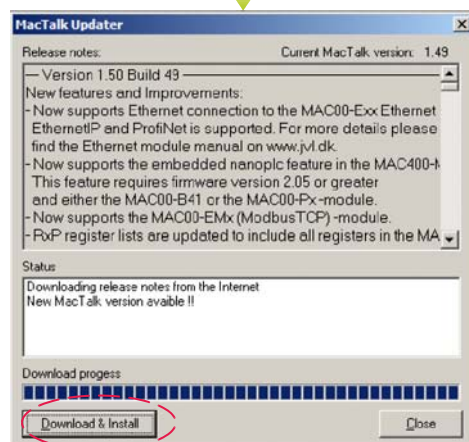 MacTalk Updater
Release notes: Current MacTalk version: 1.49
--- Version 1.50 Build 49 ---
New features and Improvements:
- Now supports Ethernet connection to the MAC00-Exx Ethernet
EthernetIP and ProfiNet is supported. For more details please
find the Ethernet module manual on www.jvl.dk.
- Now supports the embedded nanoplc feature in the MAC400-
This feature requires firmware version 2.05 or greater
and either the MAC00-B41 or the MAC00-Px-module.
- Now supports the MAC00-EMx (ModbusTCP) -module.
- RxP register lists are updated to include all registers in the MA
Status
Downloading release notes from the Internet
New MacTalk version avaible !!
Download progess
Download & Install Close